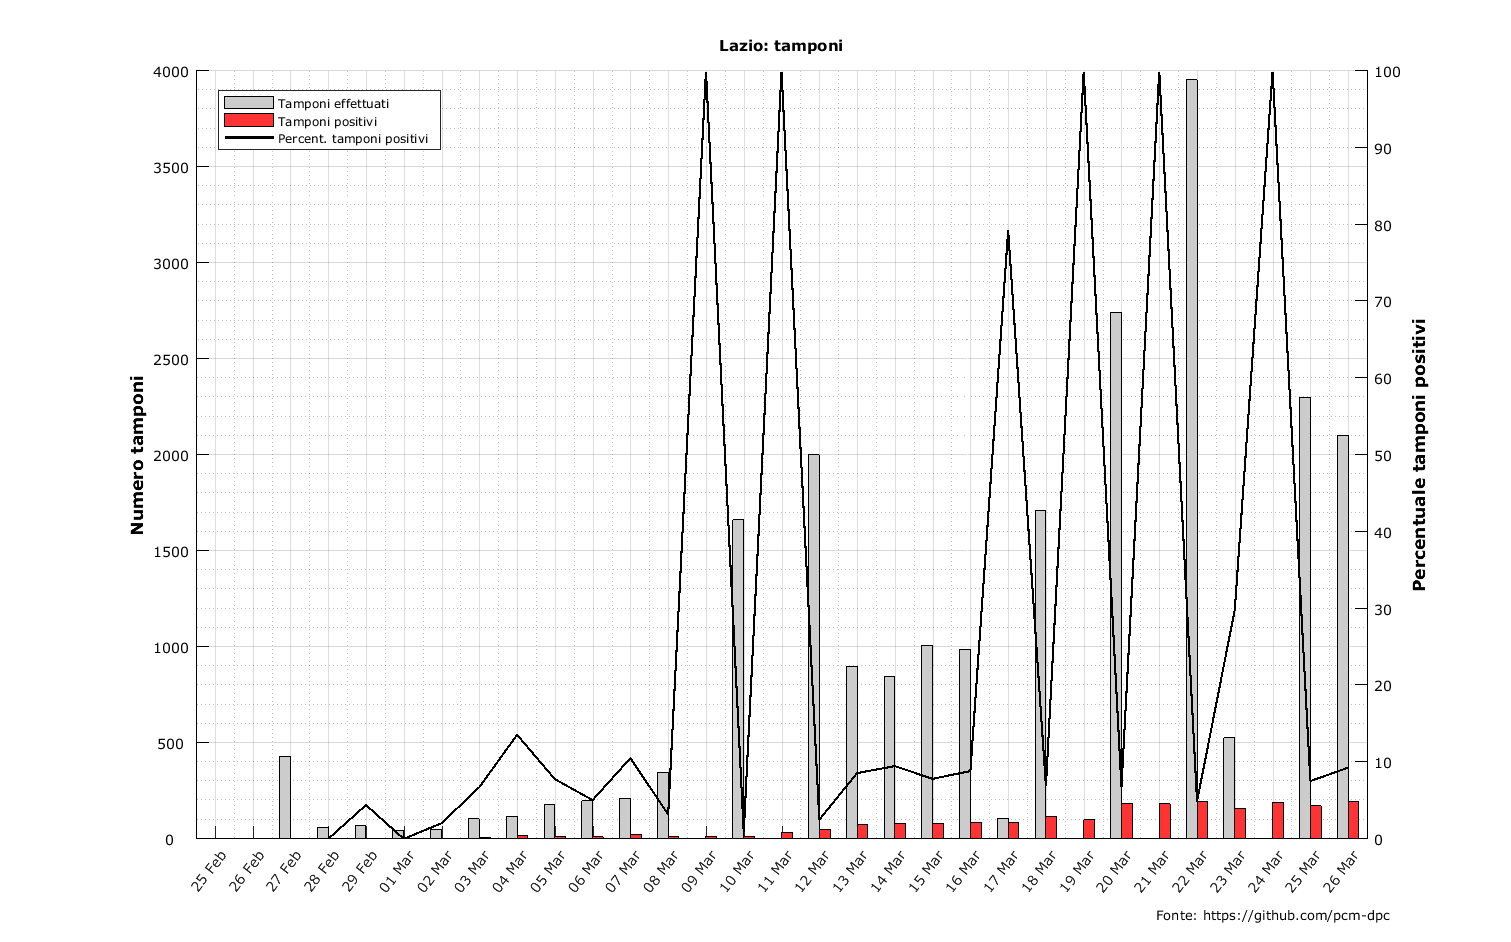 Lazio: tamponi
Tamponi effettuati
Tamponi positivi
Percent. tamponi positivi
Numero tamponi
4000
3500
3000
2500
2000
1500
1000
500
0
100
90
80
70
60
50
40
30
20
10
0
Percentuale tamponi positivi
25 Feb
26 Feb
27 Feb
28 Feb
29 Feb
01 Mar
02 Mar
03 Mar
04 Mar
05 Mar
06 Mar
07 Mar
08 Mar
09 Mar
10 Mar
11 Mar
12 Mar
13 Mar
14 Mar
15 Mar
16 Mar
17 Mar
18 Mar
19 Mar
20 Mar
21 Mar
22 Mar
23 Mar
24 Mar
25 Mar
26 Mar
Fonte: https://github.com/pcm-dpc